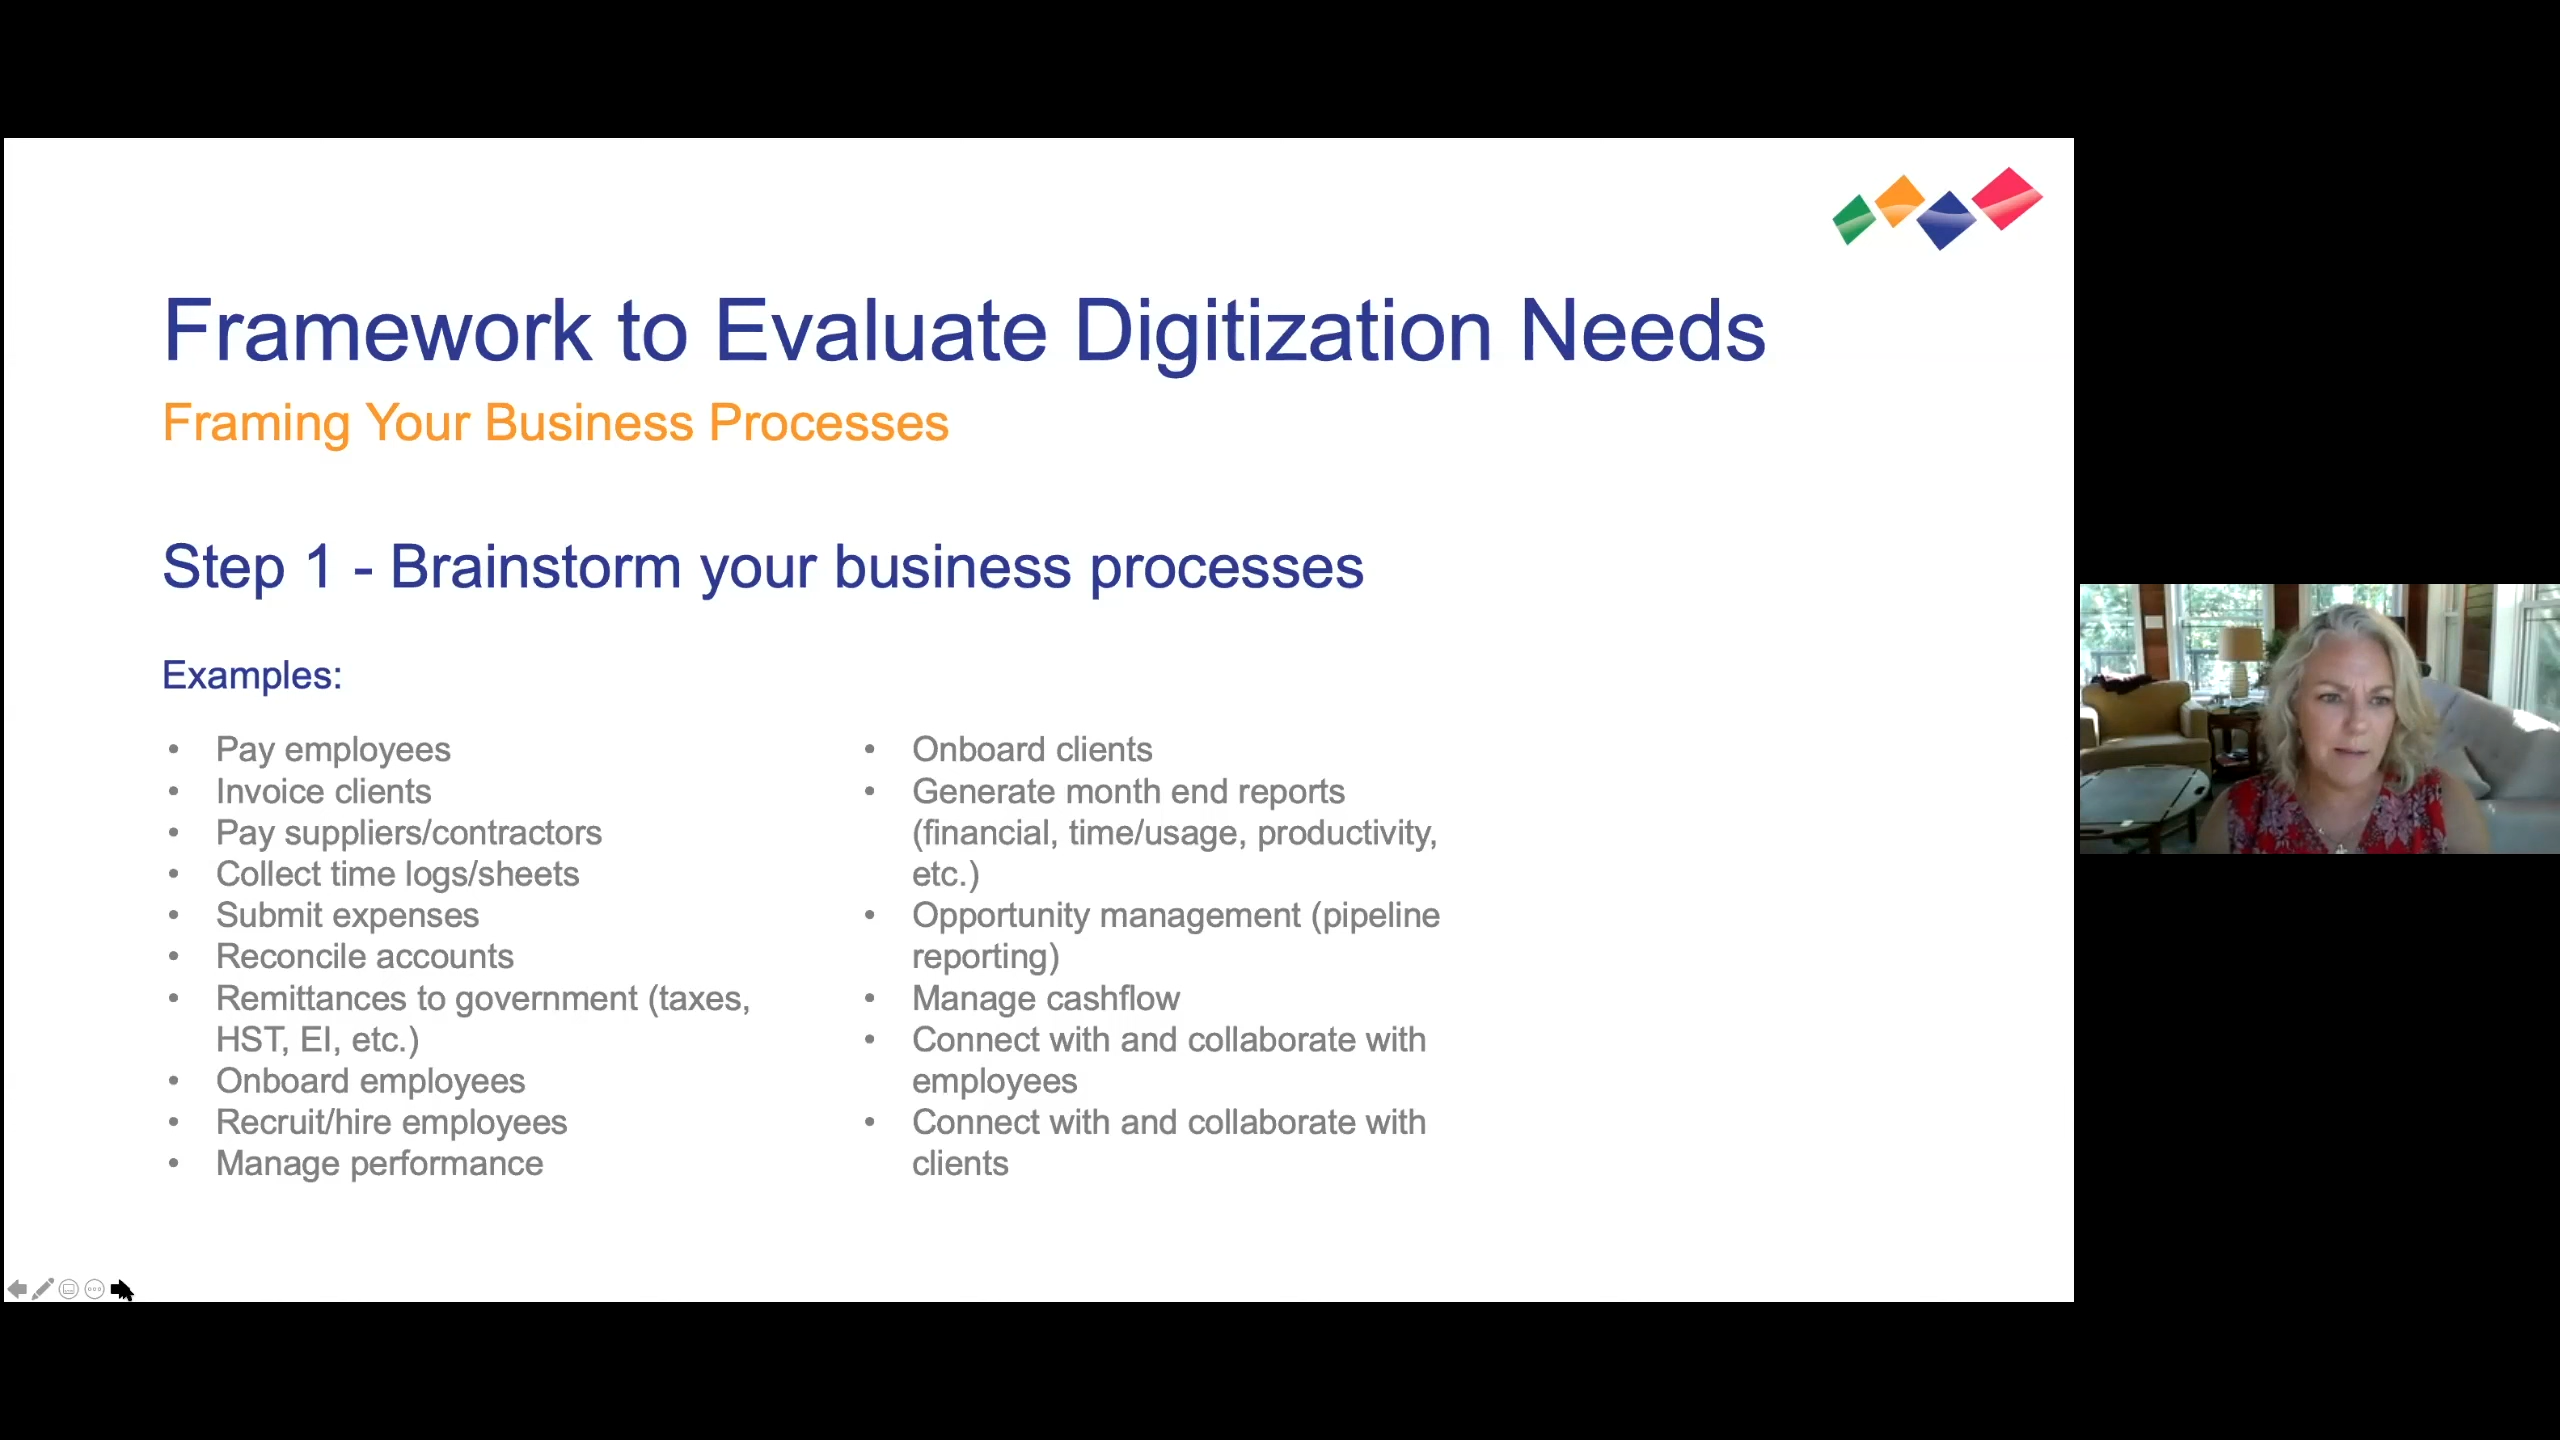 Framework to Evaluate Digitization Needs
Framing Your Business Processes
Step 1 - Brainstorm your business processes
Examples:
• Pay employees
• Invoice clients
• Pay suppliers/contractors
• Collect time logs/sheets
• Submit expenses
• Reconcile accounts
• Remittances to government (taxes,
HST, EI, etc.)
• Onboard employees
• Recruit/hire employees
• Manage performance
• Onboard clients
• Generate month end reports
(financial, time/usage, productivity,
etc.)
• Opportunity management (pipeline
reporting)
• Manage cashflow
• Connect with and collaborate with
employees
• Connect with and collaborate with
clients